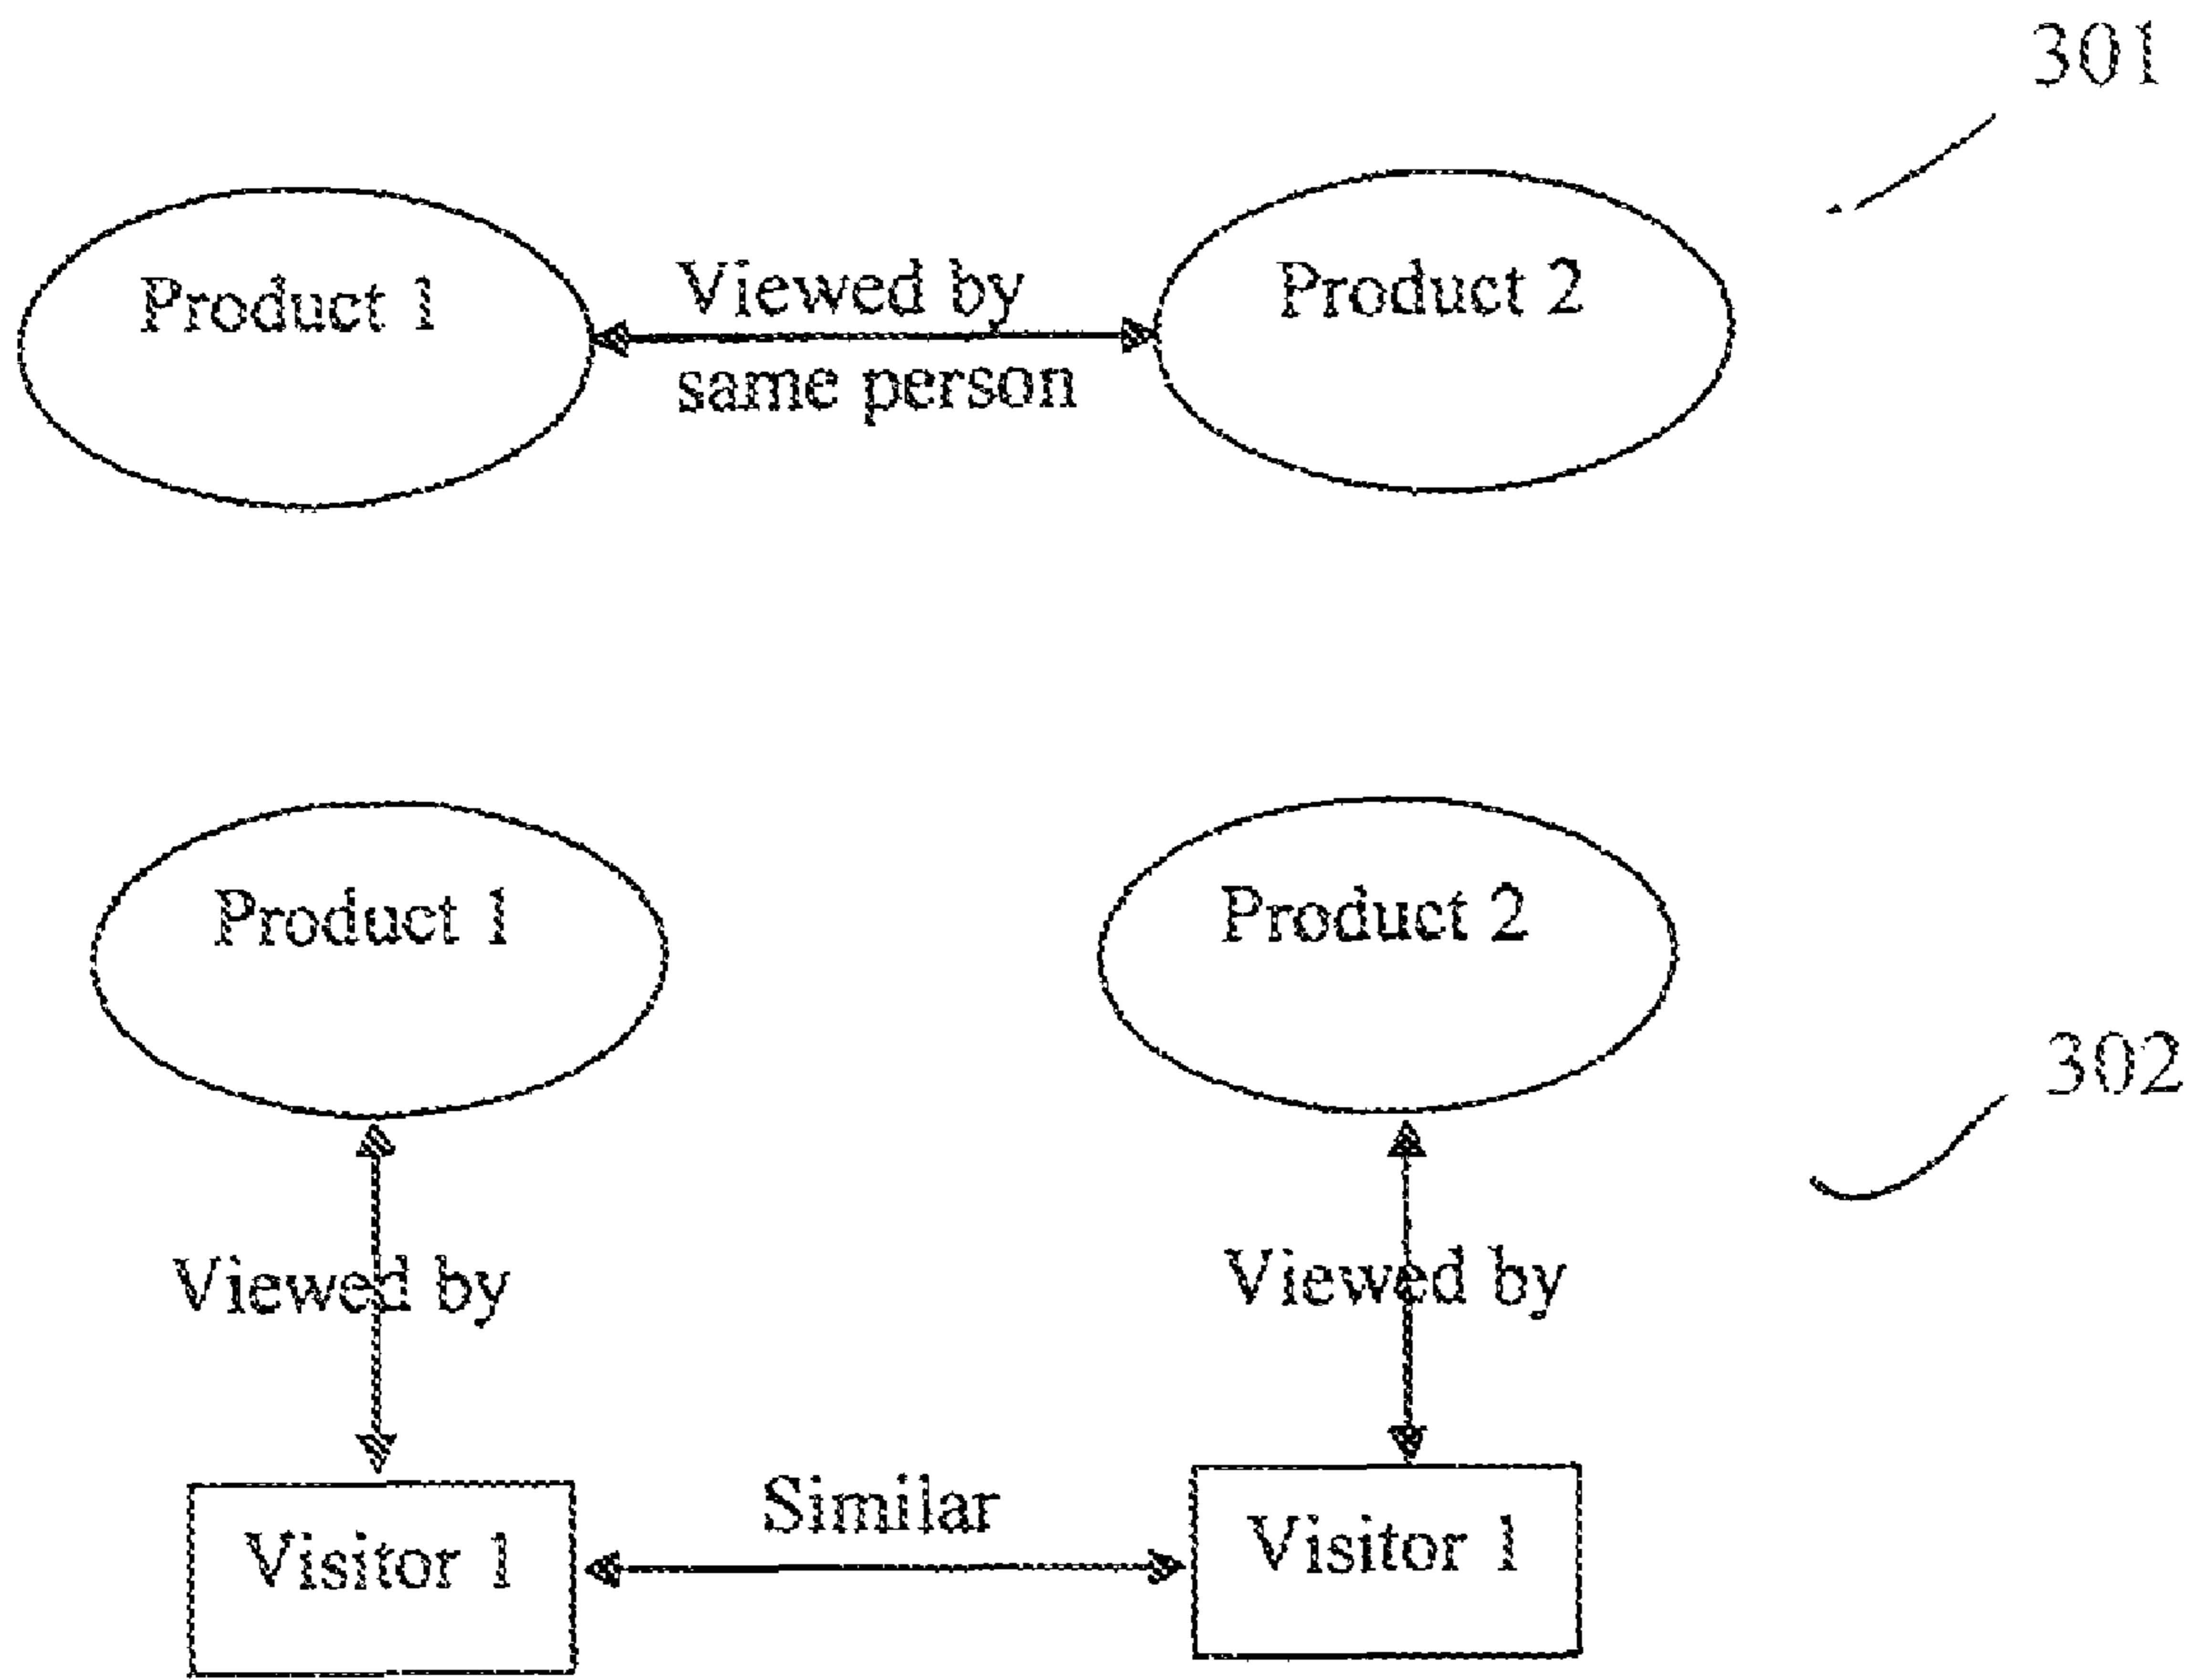 301
Product 1
Viewed by
same person
Product 2
Product 1
Product 2
302
Viewed by
Viewed by
Visitor 1
Similar
Visitor 1